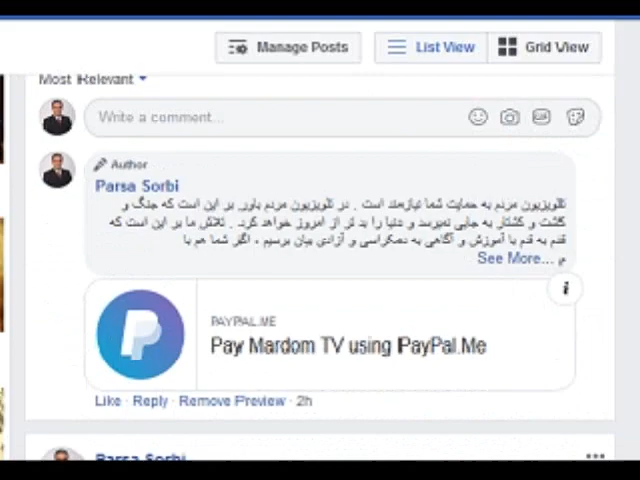 Manage Posts
List View
Grid View
Most Relevant
Write a comment...
Author
Parsa Sorbi
تلویزیون مردم به حمایت شما نیازمند است . در تلویزیون مردم باور بر این است که جنگ و
کشت و کشتار به جایی نمیرسد و دنیا را بد تر از امروز خواهد کرد . تلاش ما بر این است که
قدم به قدم با آموزش و آگاهی به دمکراسی و آزادی بیان برسیم ، اگر شما هم با
م ... See More
PAYPAL.ME
Pay Mardom TV using PayPal.Me
Like · Reply · Remove Preview · 2h
Parsa Sorbi